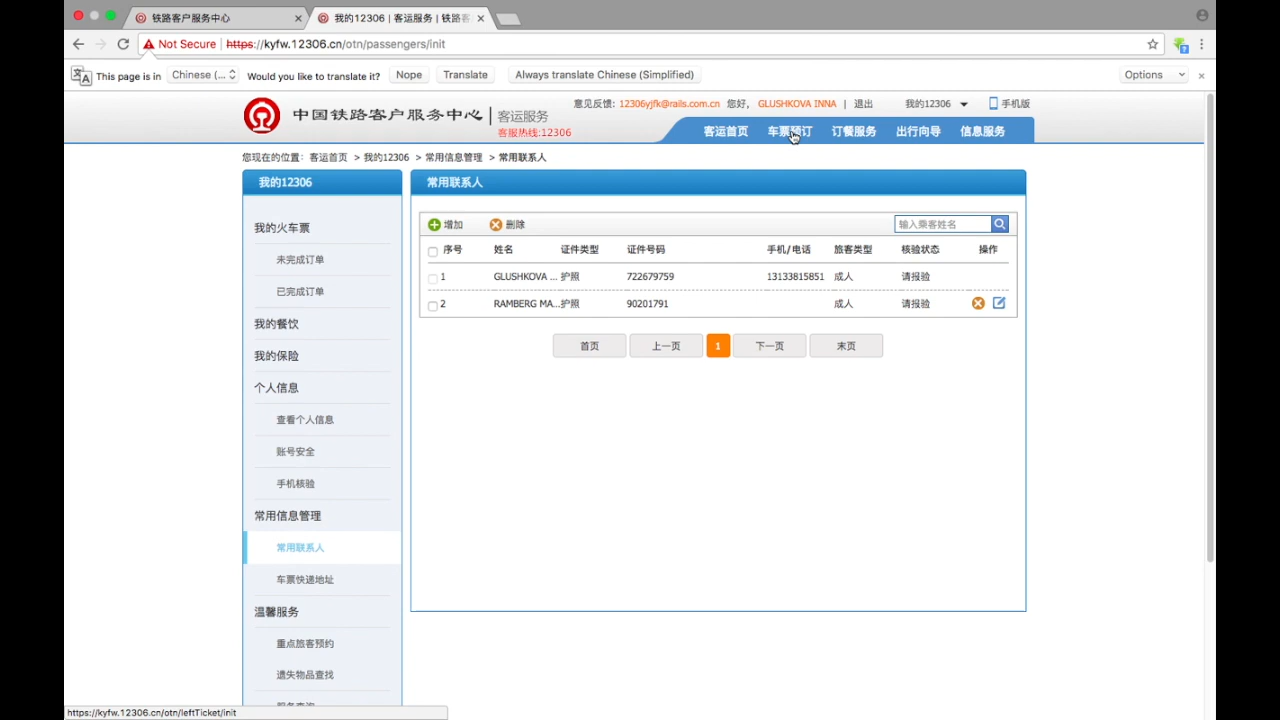 铁路客户服务中心
我的12306 | 客运服务 | 铁路客
Not Secure | https://kyfw.12306.cn/otn/passengers/init
This page is in Chinese (... Would you like to translate it? Nope Translate Always translate Chinese (Simplified) Options
意见反馈: 12306yjfk@rails.com.cn 您好, GLUSHKOVA INNA | 退出 我的12306 手机版
中国铁路客户服务中心 | 客运服务
客服热线:12306
客运首页 车票预订 订餐服务 出行向导 信息服务
您现在的位置: 客运首页 > 我的12306 > 常用信息管理 > 常用联系人
我的12306
我的火车票
未完成订单
已完成订单
我的餐饮
我的保险
个人信息
查看个人信息
账号安全
手机核验
常用信息管理
常用联系人
车票快递地址
温馨服务
重点旅客预约
遗失物品查找
常用联系人
增加 删除 输入乘客姓名
序号 姓名 证件类型 证件号码 手机/电话 旅客类型 核验状态 操作
1 GLUSHKOVA ... 护照 722679759 13133815851 成人 请报验
2 RAMBERG MA... 护照 90201791 成人 请报验
首页 上一页 1 下一页 末页
https://kyfw.12306.cn/otn/leftTicket/init